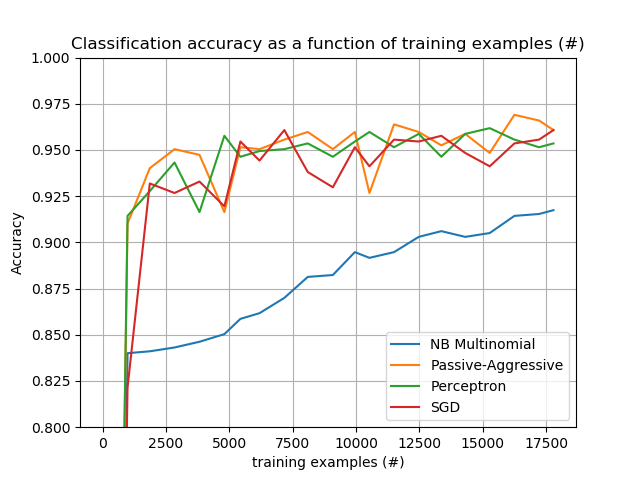 Classification accuracy as a function of training examples (#)
1.000
0.975
0.950
0.925
0.900
0.875
0.850
0.825
0.800
Accuracy
NB Multinomial
Passive-Aggressive
Perceptron
SGD
0 2500 5000 7500 10000 12500 15000 17500
training examples (#)